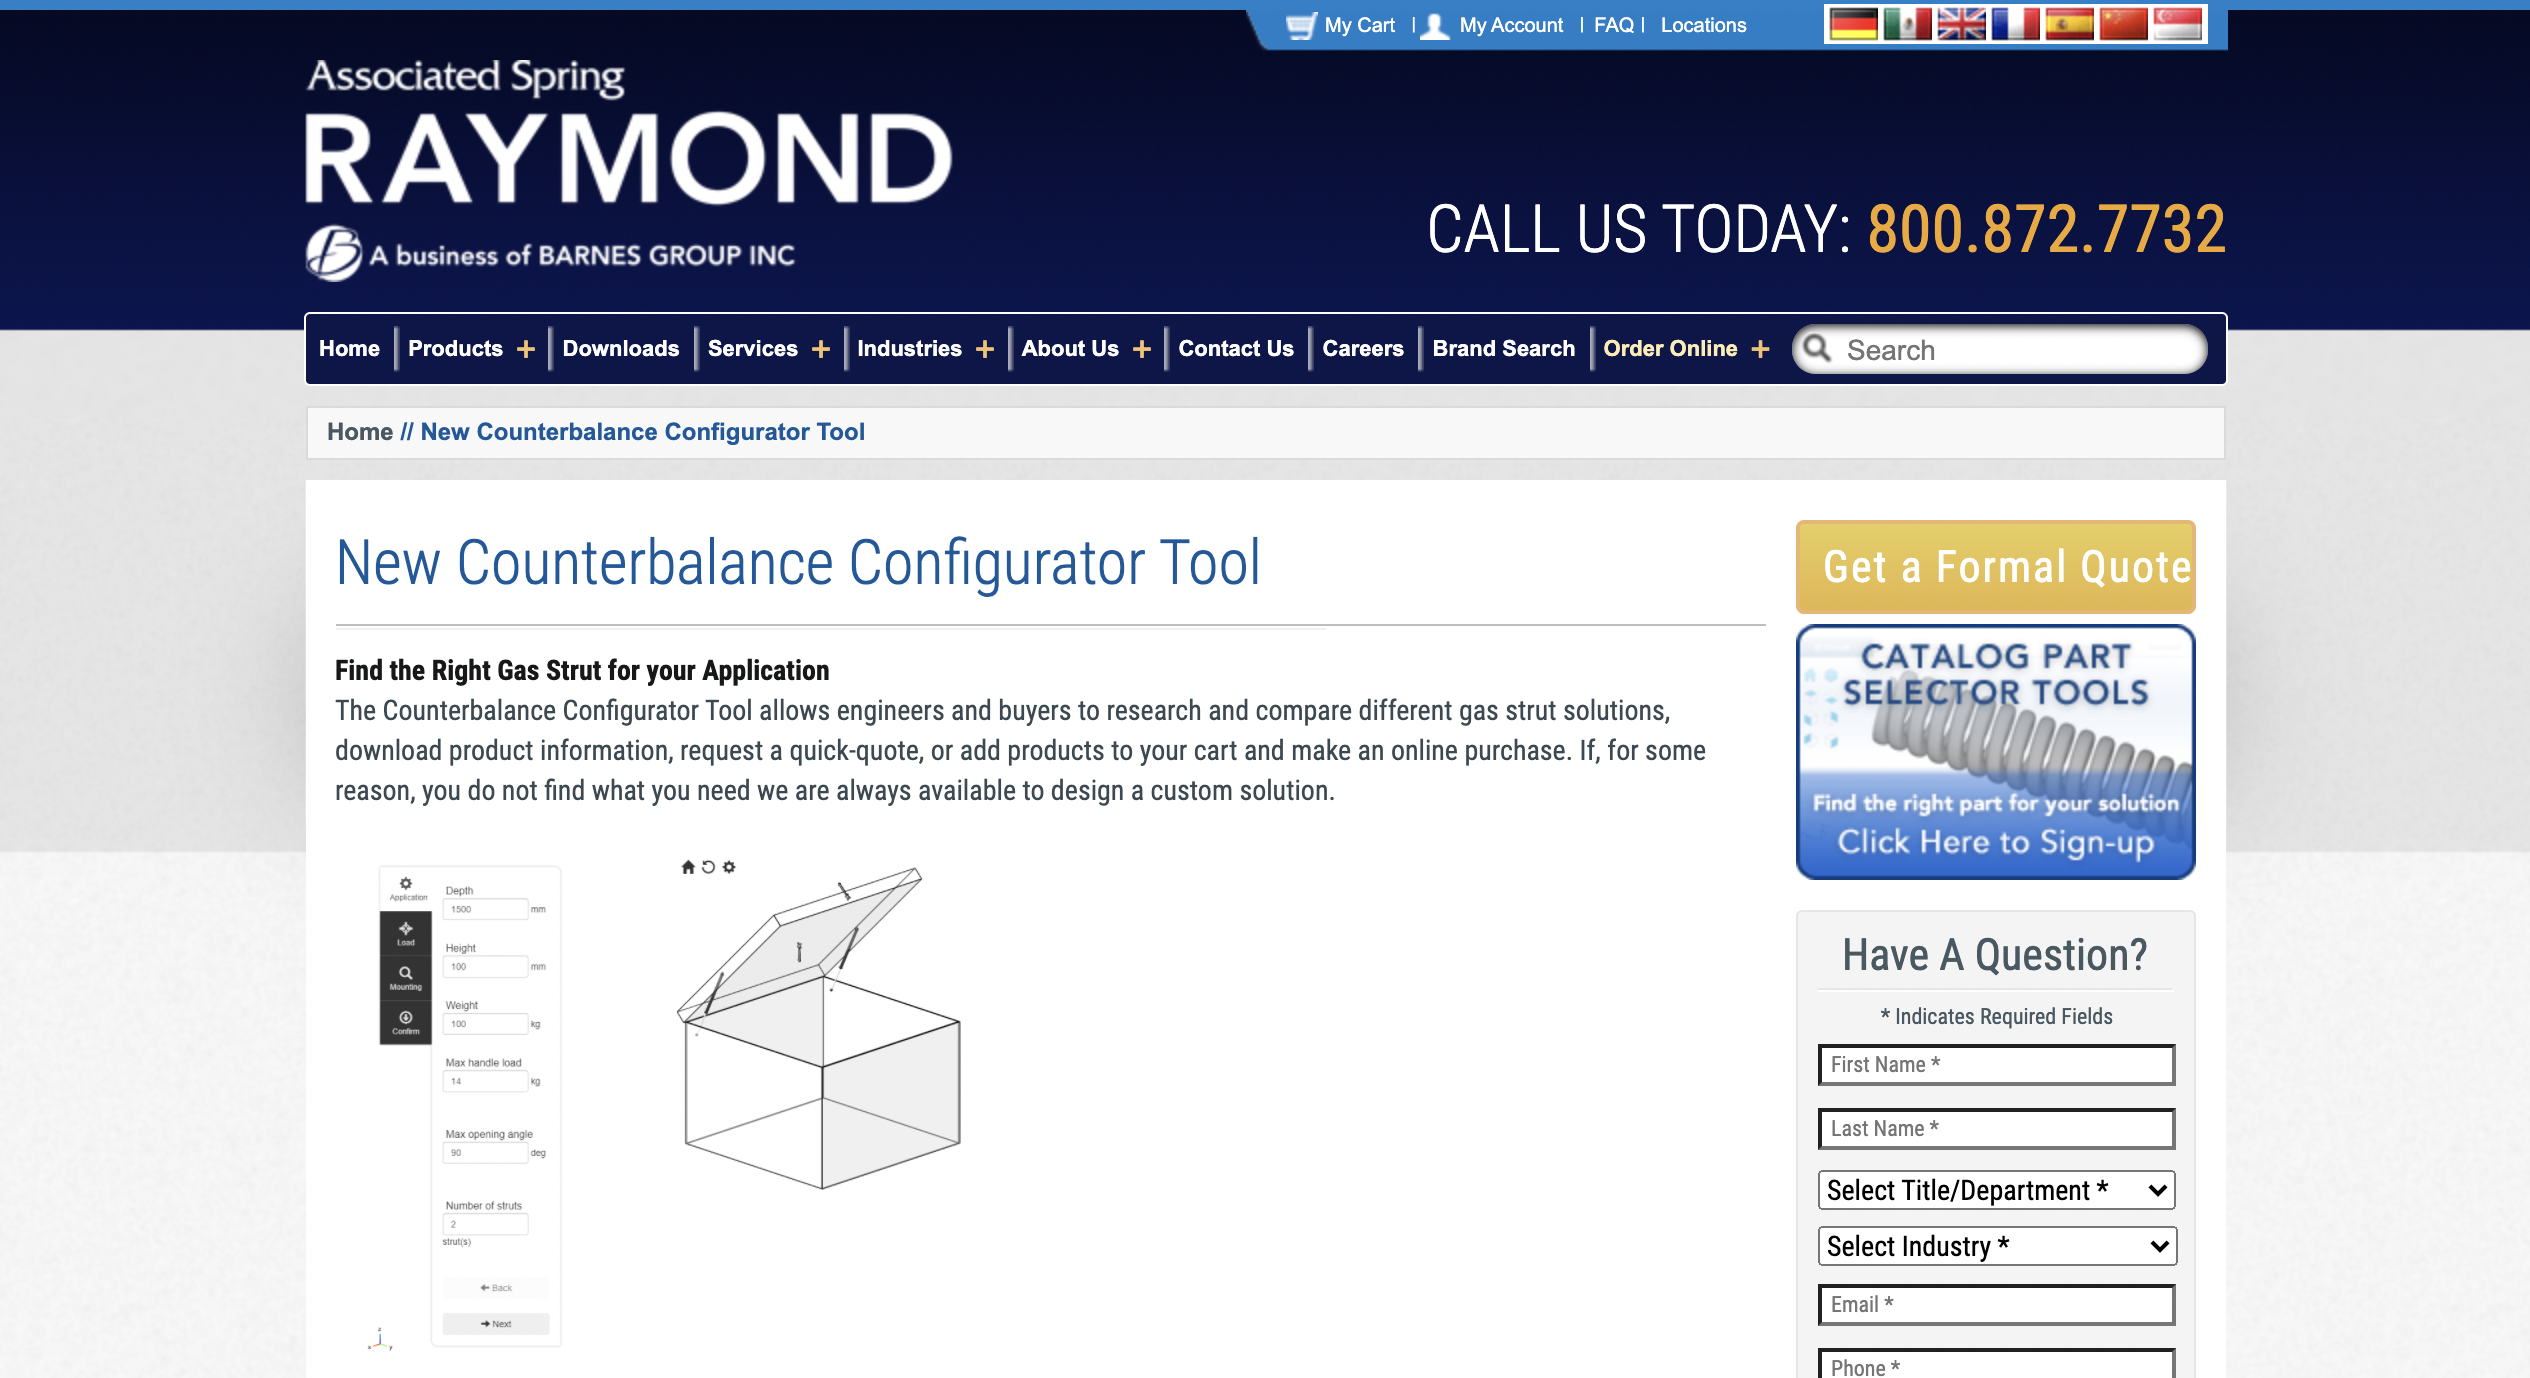 My Cart | My Account | FAQ | Locations
Associated Spring
RAYMOND
A business of BARNES GROUP INC
CALL US TODAY: 800.872.7732
Home Products + Downloads Services + Industries + About Us + Contact Us Careers Brand Search Order Online + Search
Home // New Counterbalance Configurator Tool
New Counterbalance Configurator Tool
Find the Right Gas Strut for your Application
The Counterbalance Configurator Tool allows engineers and buyers to research and compare different gas strut solutions,
download product information, request a quick-quote, or add products to your cart and make an online purchase. If, for some
reason, you do not find what you need we are always available to design a custom solution.
Application
Load
Mounting
Confirm
Depth
1500 mm
Height
100 mm
Weight
100 kg
Max handle load
14 kg
Max opening angle
90 deg
Number of struts
2
strut(s)
Back
Next
z
x y
Get a Formal Quote
CATALOG PART
SELECTOR TOOLS
Find the right part for your solution
Click Here to Sign-up
Have A Question?
* Indicates Required Fields
First Name *
Last Name *
Select Title/Department *
Select Industry *
Email *
Phone *